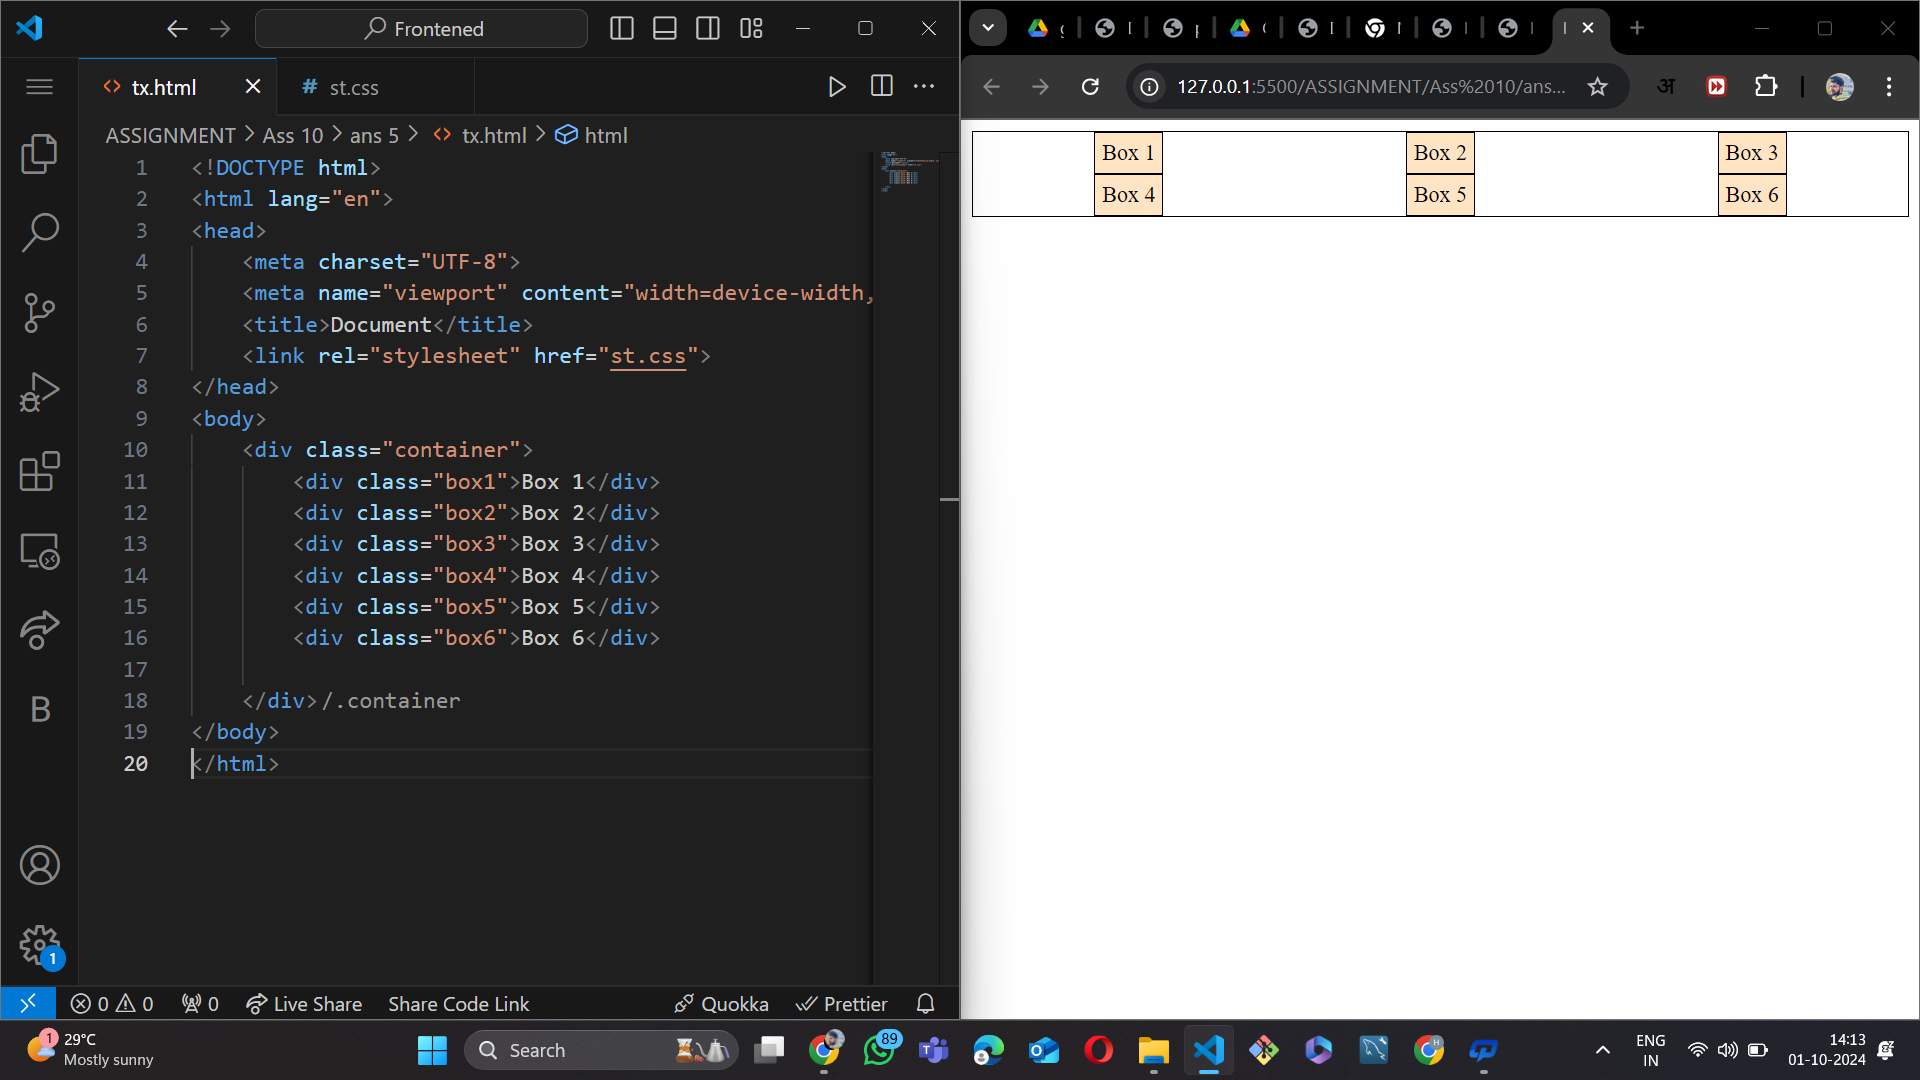 Frontened
tx.html
st.css
ASSIGNMENT > Ass 10 > ans 5 > tx.html > html
1 <!DOCTYPE html>
2 <html lang="en">
3 <head>
4 <meta charset="UTF-8">
5 <meta name="viewport" content="width=device-width,
6 <title>Document</title>
7 <link rel="stylesheet" href="st.css">
8 </head>
9 <body>
10 <div class="container">
11 <div class="box1">Box 1</div>
12 <div class="box2">Box 2</div>
13 <div class="box3">Box 3</div>
14 <div class="box4">Box 4</div>
15 <div class="box5">Box 5</div>
16 <div class="box6">Box 6</div>
17
18 </div>/.container
19 </body>
20 </html>
B
1
0 0 0 Live Share Share Code Link Quokka Prettier
127.0.0.1:5500/ASSIGNMENT/Ass%2010/ans...
अ
Box 1 Box 2 Box 3
Box 4 Box 5 Box 6
1
29°C
Mostly sunny
Search
89
ENG
IN
14:13
01-10-2024